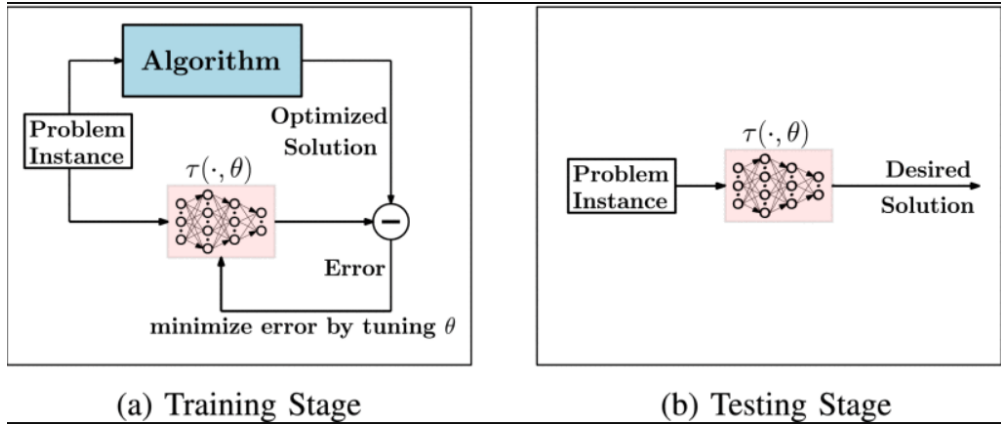 Algorithm
Problem
Instance
Optimized
Solution
τ(·, θ)
Error
minimize error by tuning θ
(a) Training Stage
τ(·, θ)
Problem
Instance
Desired
Solution
(b) Testing Stage